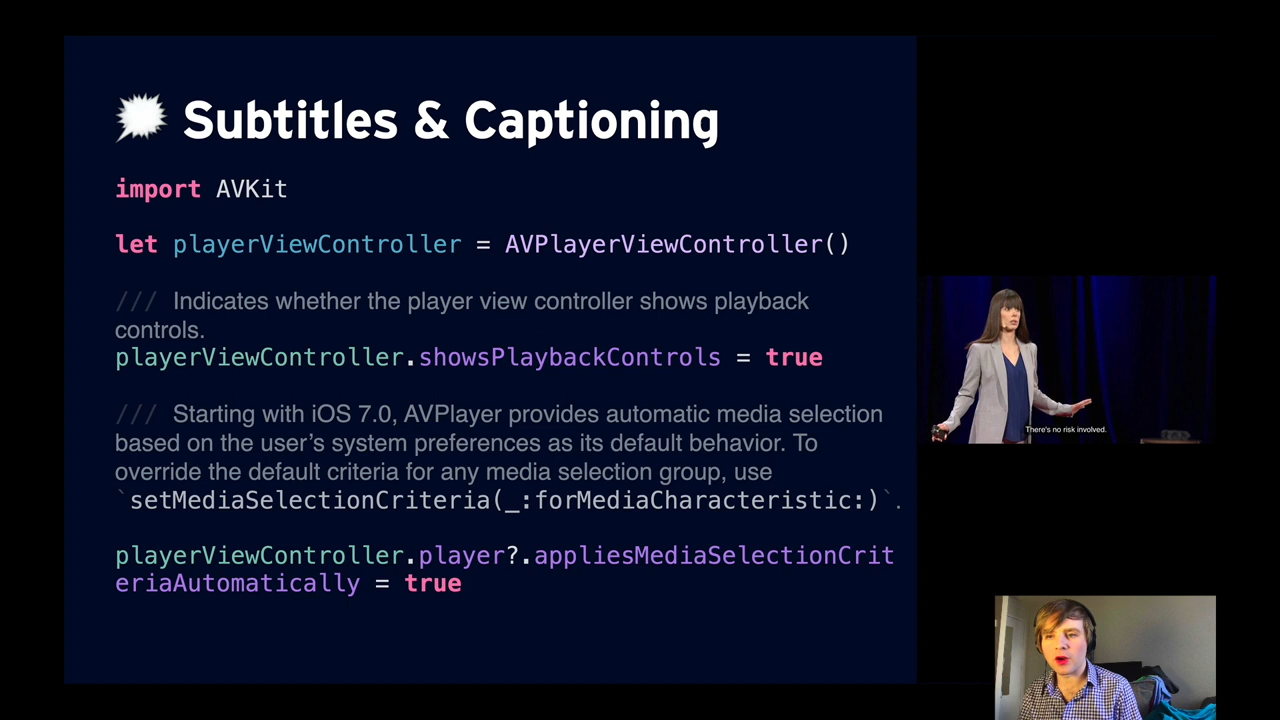 Subtitles & Captioning
import AVKit
let playerViewController = AVPlayerViewController()
/// Indicates whether the player view controller shows playback
controls.
playerViewController.showsPlaybackControls = true
/// Starting with iOS 7.0, AVPlayer provides automatic media selection
based on the user’s system preferences as its default behavior. To
override the default criteria for any media selection group, use
`setMediaSelectionCriteria(_:forMediaCharacteristic:)`.
playerViewController.player?.appliesMediaSelectionCrit
eriaAutomatically = true
There's no risk involved.